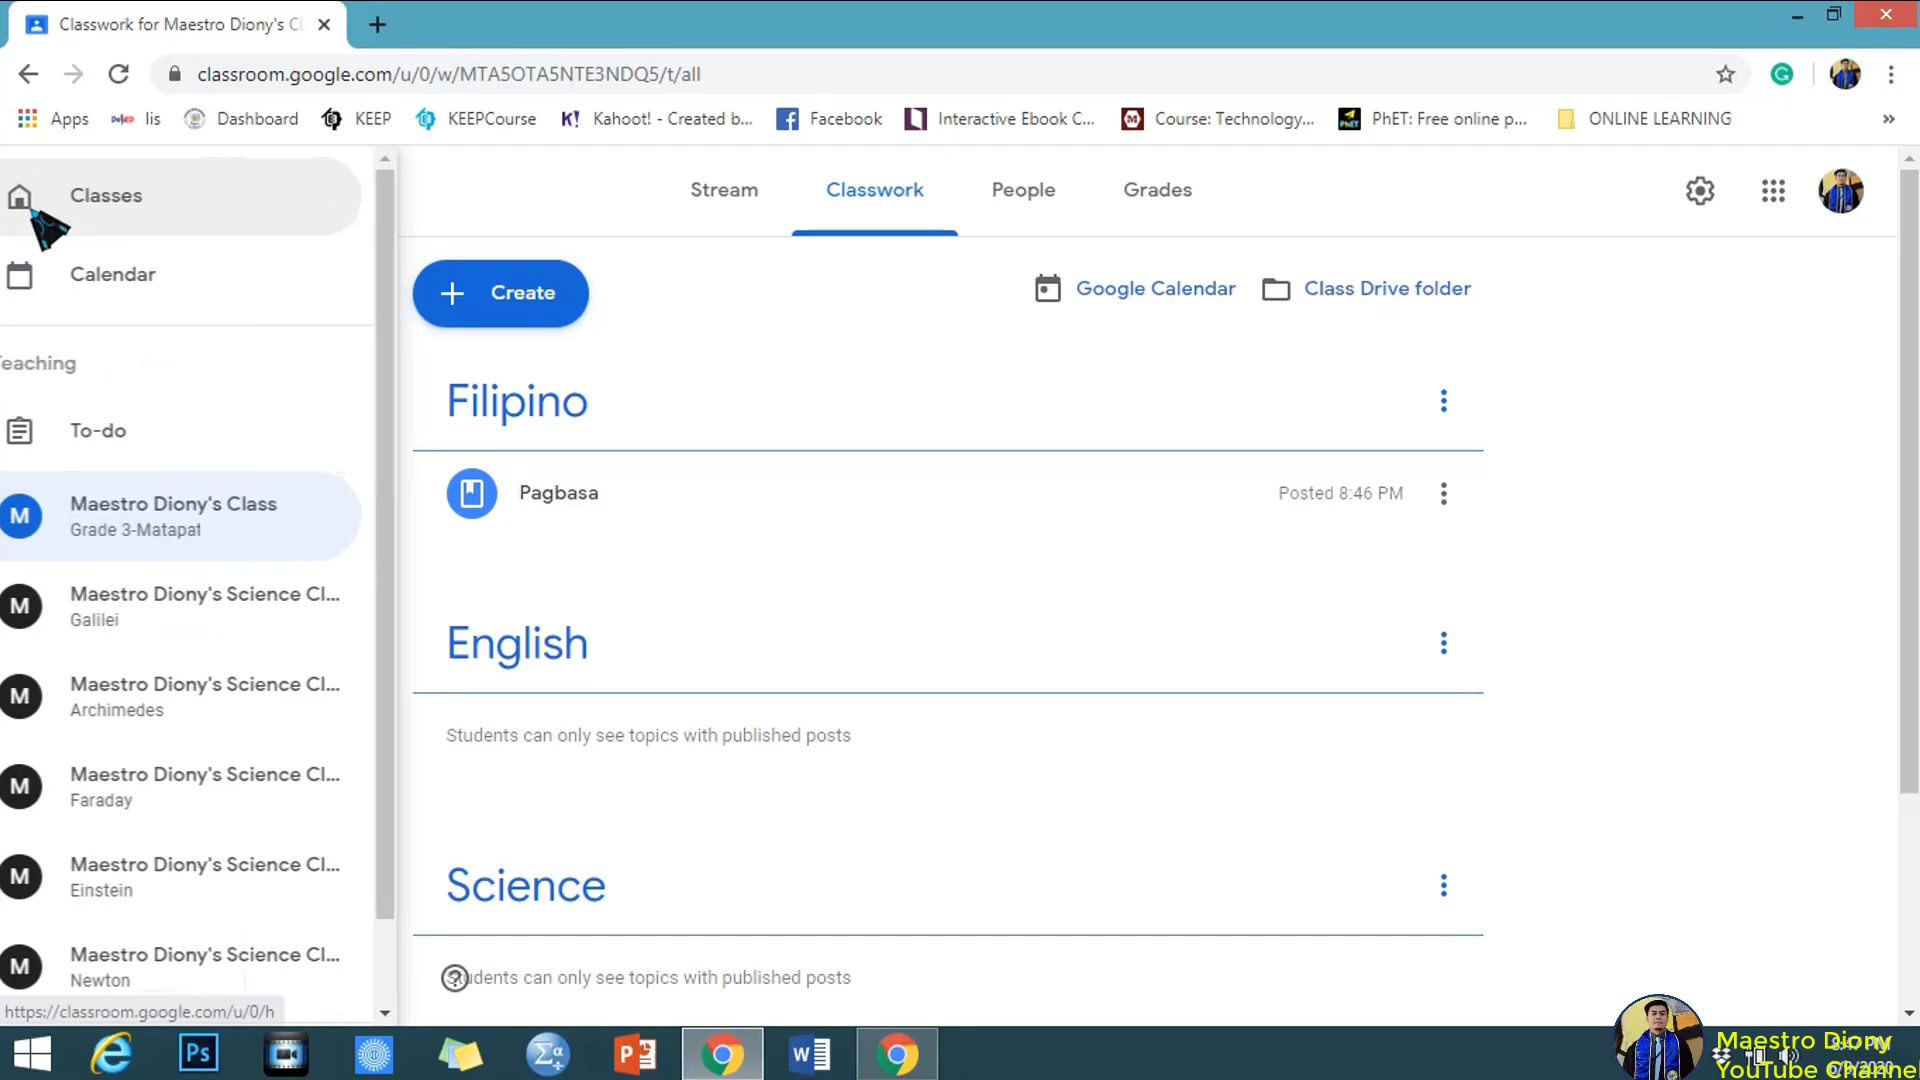 Classwork for Maestro Diony's Cl
classroom.google.com/u/0/w/MTA5OTA5NTE3NDQ5/t/all
Apps
DepEd
lis
Dashboard
KEEP
KEEPCourse
K!
Kahoot! - Created b...
Facebook
Interactive Ebook C...
Course: Technology...
PhET: Free online p...
ONLINE LEARNING
»
Classes
Calendar
Teaching
To-do
M
Maestro Diony's Class
Grade 3-Matapat
M
Maestro Diony's Science Cl...
Galilei
M
Maestro Diony's Science Cl...
Archimedes
M
Maestro Diony's Science Cl...
Faraday
M
Maestro Diony's Science Cl...
Einstein
M
Maestro Diony's Science Cl...
Newton
https://classroom.google.com/u/0/h
Stream
Classwork
People
Grades
+ Create
Google Calendar
Class Drive folder
Filipino
Pagbasa
Posted 8:46 PM
English
Students can only see topics with published posts
Science
Students can only see topics with published posts
Ps
Maestro Diony
YouTube Channe